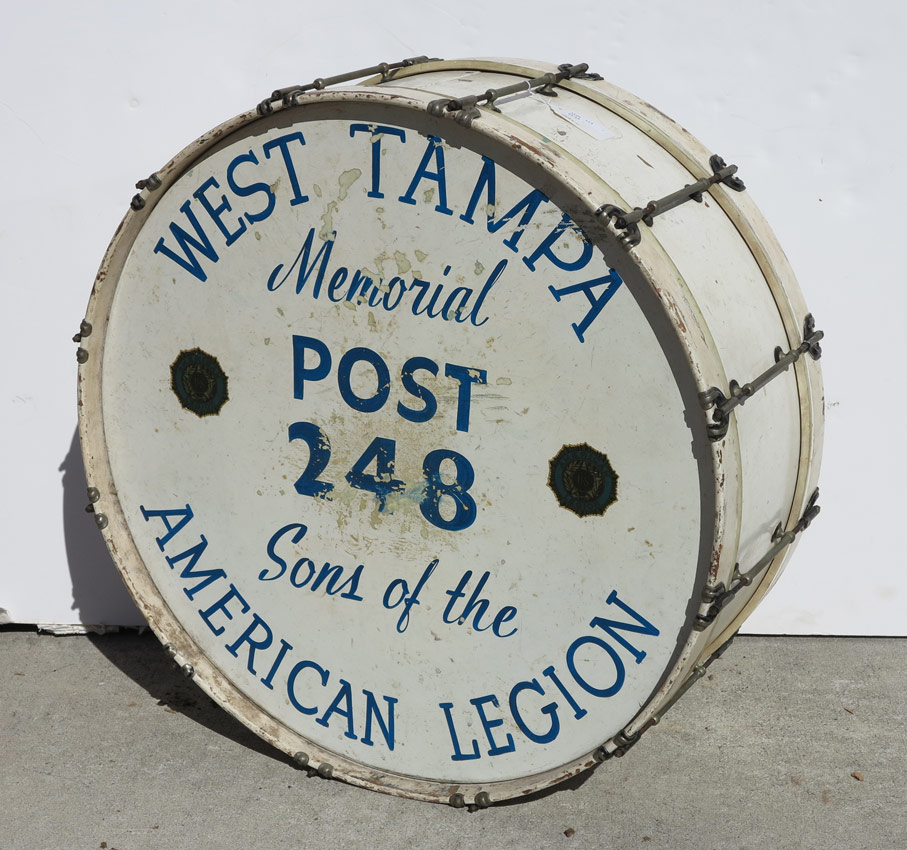 WEST TAMPA
Memorial
POST
248
Sons of the
AMERICAN LEGION